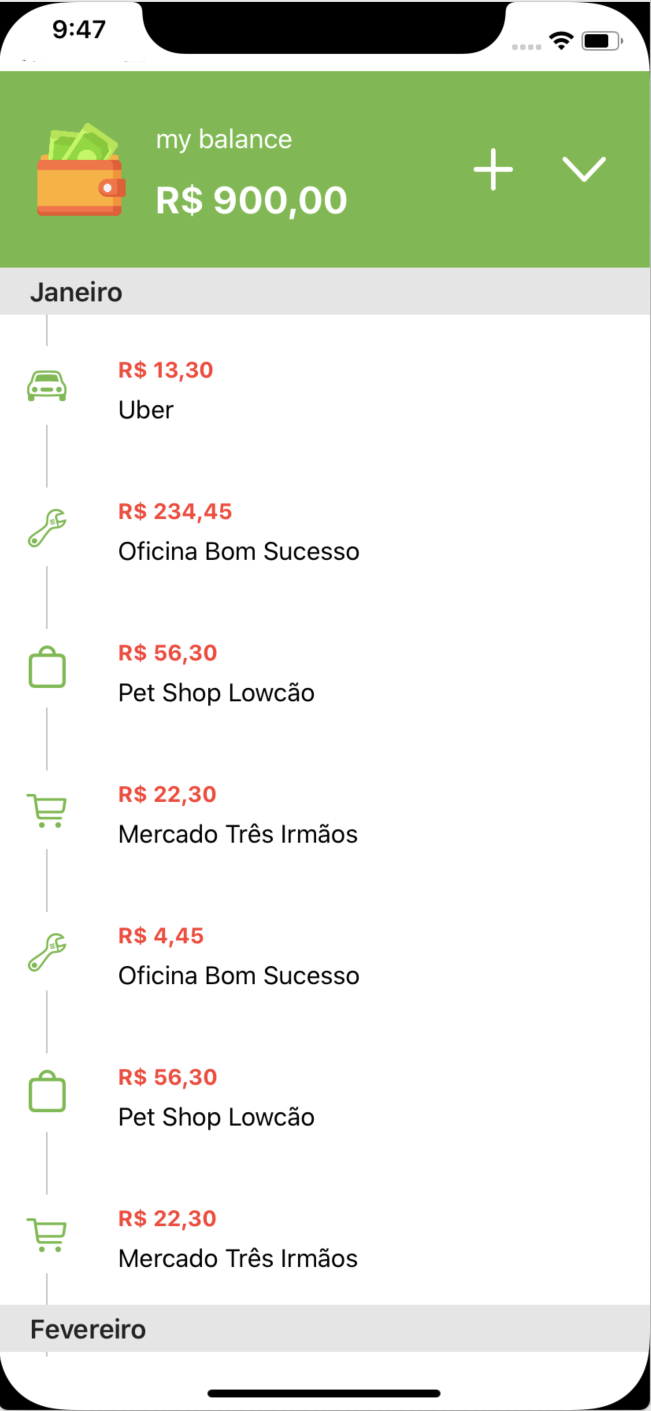 9:47
my balance
R$ 900,00
Janeiro
R$ 13,30
Uber
R$ 234,45
Oficina Bom Sucesso
R$ 56,30
Pet Shop Lowcão
R$ 22,30
Mercado Três Irmãos
R$ 4,45
Oficina Bom Sucesso
R$ 56,30
Pet Shop Lowcão
R$ 22,30
Mercado Três Irmãos
Fevereiro